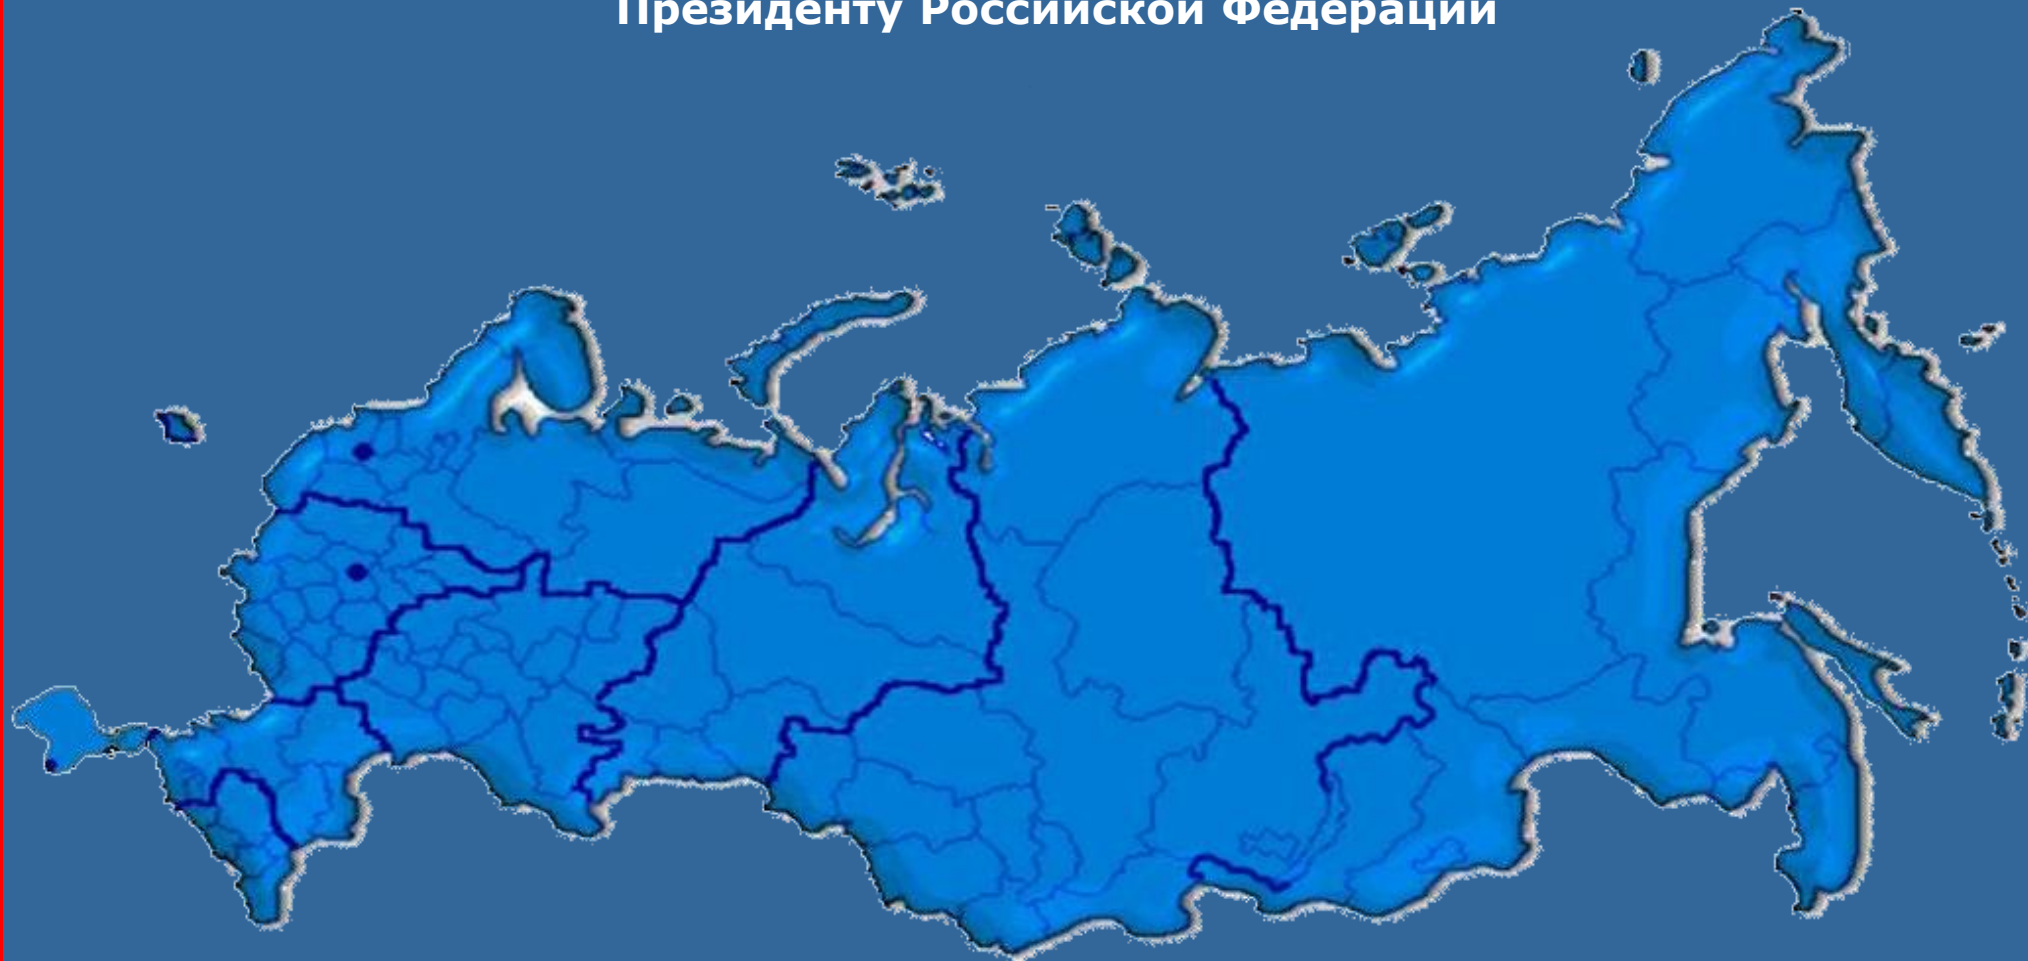 Президенту Российской Федерации